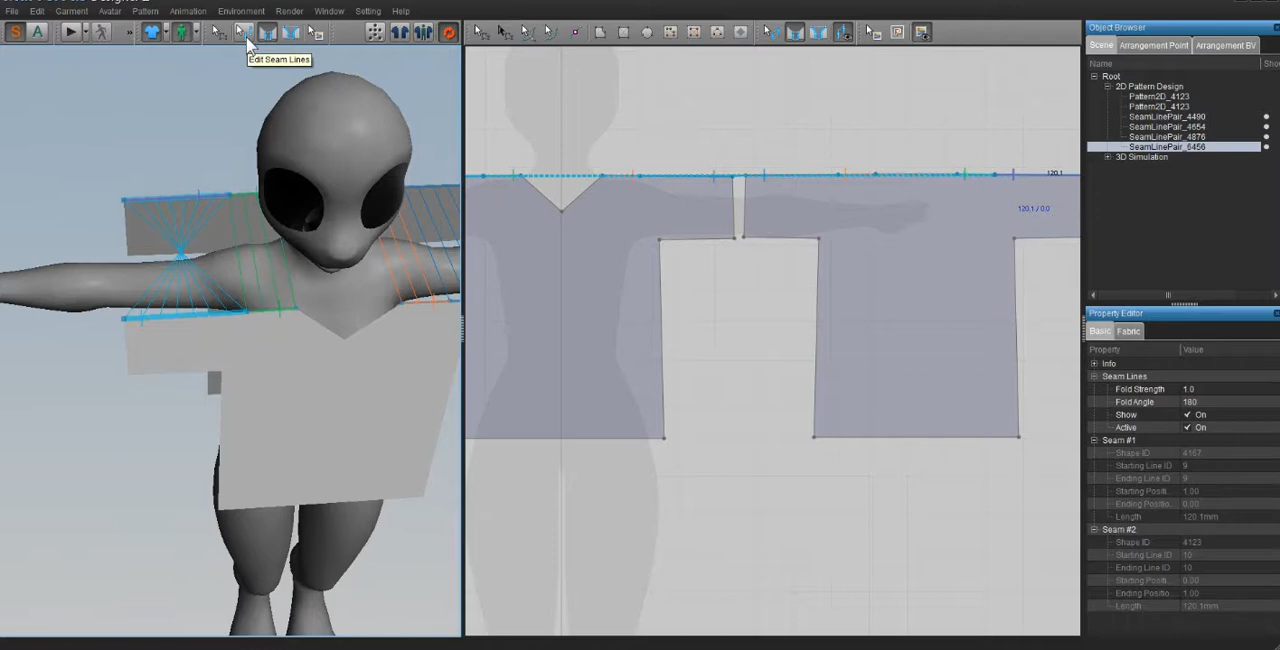 File Edit Garment Avatar Pattern Animation Environment Render Window Setting Help
S A
Edit Seam Lines
120.1
120.1 / 0.0
Object Browser
Scene Arrangement Point Arrangement BV
Name Sho
Root
2D Pattern Design
Pattern2D_4123
Pattern2D_4123
SeamLinePair_4490
SeamLinePair_4654
SeamLinePair_4876
SeamLinePair_6456
3D Simulation
Property Editor
Basic Fabric
Property Value
Info
Seam Lines
Fold Strength 1.0
Fold Angle 180
Show On
Active On
Seam #1
Shape ID 4167
Starting Line ID 9
Ending Line ID 9
Starting Positi... 1.00
Ending Positio... 0.00
Length 120.1mm
Seam #2
Shape ID 4123
Starting Line ID 10
Ending Line ID 10
Starting Positi... 0.00
Ending Positio... 1.00
Length 120.1mm